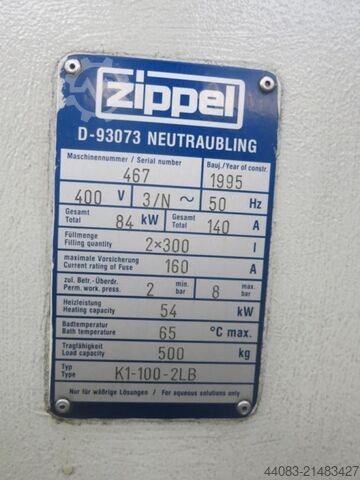 zippel
D-93073 NEUTRAUBLING
Maschinennummer / Serial number Bauj./Year of constr.
467 1995
400 V 3/N ~ 50 Hz
Gesamt Total 84 kW Gesamt Total 140 A
Füllmenge
Filling quantity 2×300 l
maximale Vorsicherung
Current rating of Fuse 160 A
zul. Betr.-Überdr.
Perm. work. press. 2 min. bar 8 max. bar
Heizleistung
Heating capacity 54 kW
Badtemperatur
Bath temperature 65 °C max.
Tragfähigkeit
Load capacity 500 kg
Typ
Type K1-100-2LB
Nur für wäßrige Lösungen / For aqueous solutions only
44083-21483427